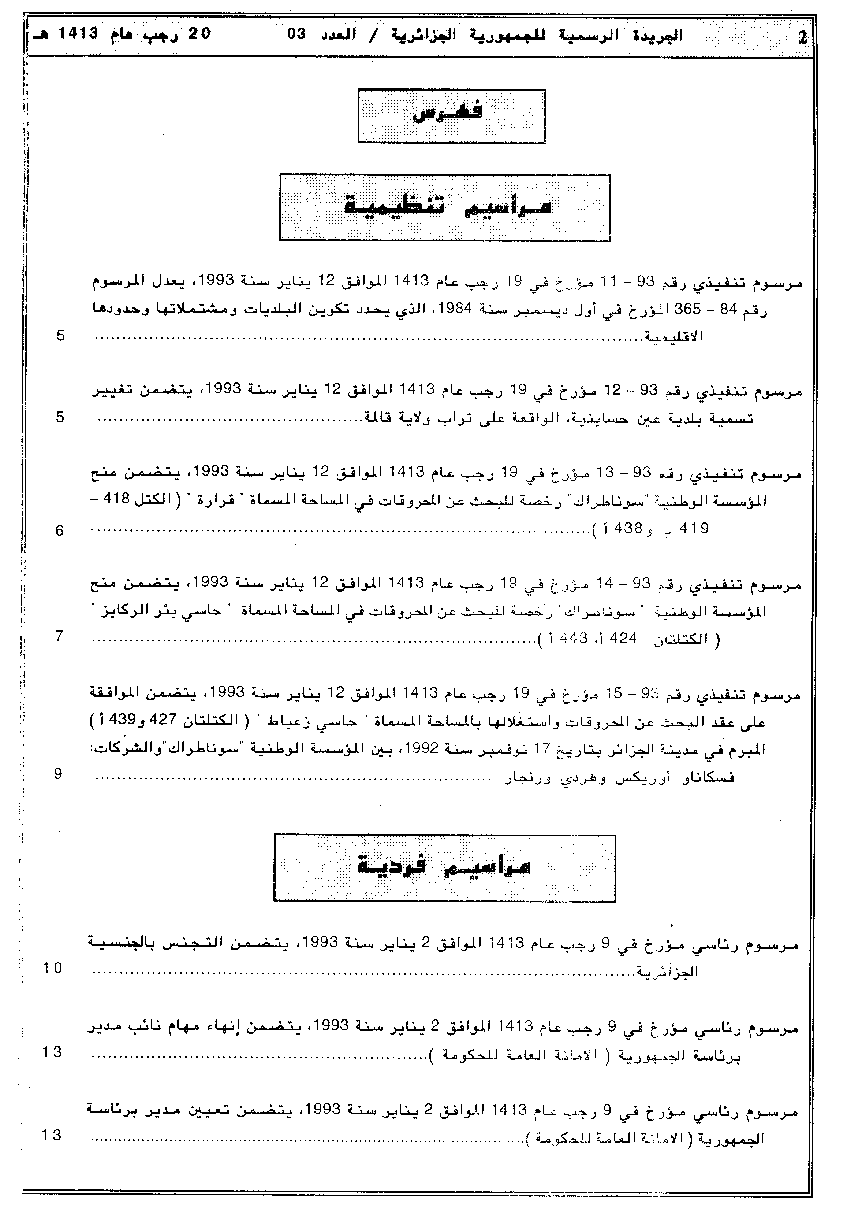 2 الجريدة الرسمية للجمهورية الجزائرية / العدد 03 20 رجب عام 1413 هـ
فهرس
مراسيم تنظيمية
مرسوم تنفيذي رقم 93 – 11 مؤرخ في 19 رجب عام 1413 الموافق 12 يناير سنة 1993، يعدل المرسوم
رقم 84 – 365 المؤرخ في أول ديسمبر سنة 1984، الذي يحدد تكوين البلديات ومشتملاتها وحدودها
الاقليمية.................................................. 5
مرسوم تنفيذي رقم 93 – 12 مؤرخ في 19 رجب عام 1413 الموافق 12 يناير سنة 1993، يتضمن تغيير
تسمية بلدية عين حساينية، الواقعة على تراب ولاية قالمة.................................................. 5
مرسوم تنفيذي رقم 93 – 13 مؤرخ في 19 رجب عام 1413 الموافق 12 يناير سنة 1993، يتضمن منح
المؤسسة الوطنية "سوناطراك" رخصة للبحث عن المحروقات في المساحة المسماة " قرارة " ( الكتل 418 –
419 ب و438 أ ).................................................. 6
مرسوم تنفيذي رقم 93 – 14 مؤرخ في 19 رجب عام 1413 الموافق 12 يناير سنة 1993، يتضمن منح
المؤسسة الوطنية "سوناطراك" رخصة للبحث عن المحروقات في المساحة المسماة " حاسي بئر الركايز "
( الكتلتان 424 أ، 443 أ ).................................................. 7
مرسوم تنفيذي رقم 93 – 15 مؤرخ في 19 رجب عام 1413 الموافق 12 يناير سنة 1993، يتضمن الموافقة
على عقد البحث عن المحروقات واستغلالها بالمساحة المسماة " حاسي زعباط " ( الكتلتان 427 و439 أ )
المبرم في مدينة الجزائر بتاريخ 17 نوفمبر سنة 1992، بين المؤسسة الوطنية "سوناطراك" والشركات:
فسكاناو أوريكس وهردي ورنجار .................................................. 9
مراسيم فردية
مرسوم رئاسي مؤرخ في 9 رجب عام 1413 الموافق 2 يناير سنة 1993، يتضمن التجنس بالجنسية
الجزائرية.................................................. 10
مرسوم رئاسي مؤرخ في 9 رجب عام 1413 الموافق 2 يناير سنة 1993، يتضمن إنهاء مهام نائب مدير
برئاسة الجمهورية ( الامانة العامة للحكومة ).................................................. 13
مرسوم رئاسي مؤرخ في 9 رجب عام 1413 الموافق 2 يناير سنة 1993، يتضمن تعيين مدير برئاسة
الجمهورية ( الامانة العامة للحكومة ).................................................. 13